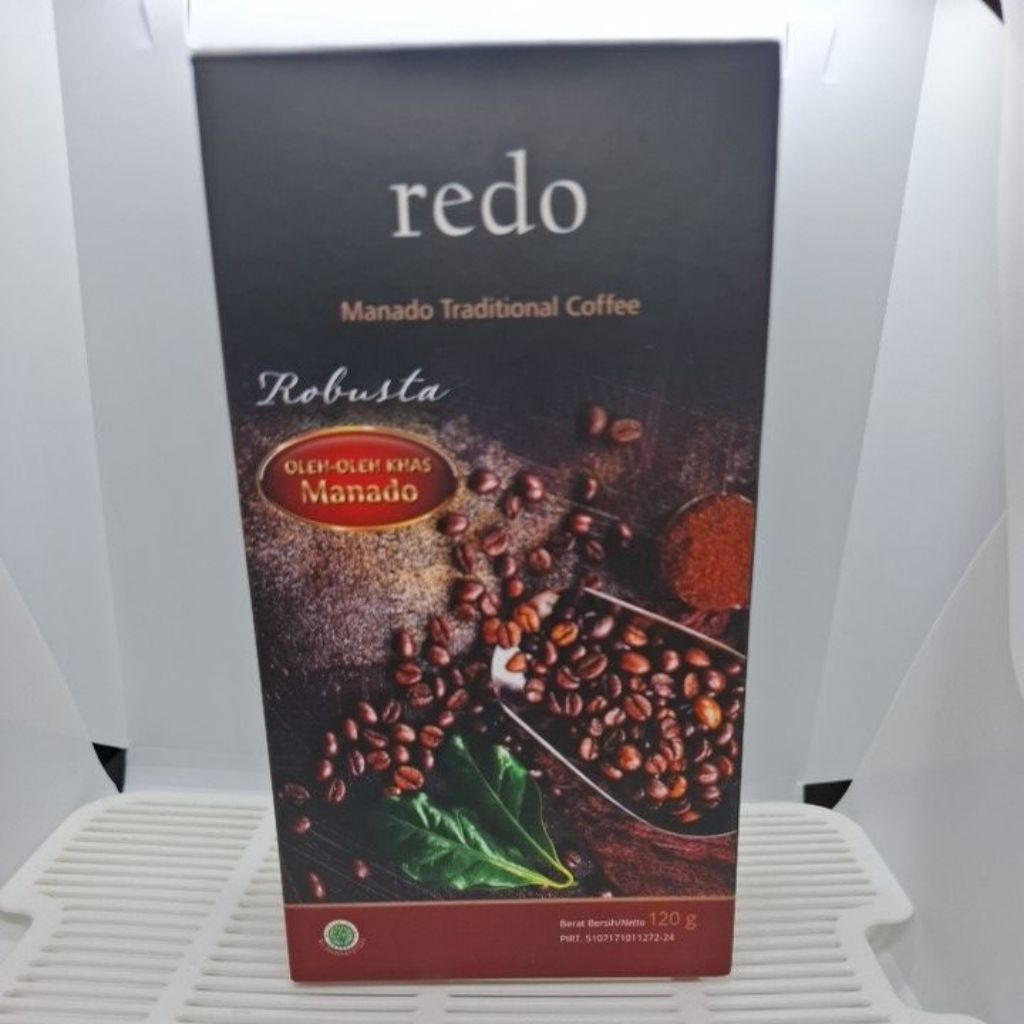 redo
Manado Traditional Coffee
Robusta
OLEH-OLEH KHAS
Manado
Berat Bersih/Netto 120 g
PIRT. 5107171011272-24